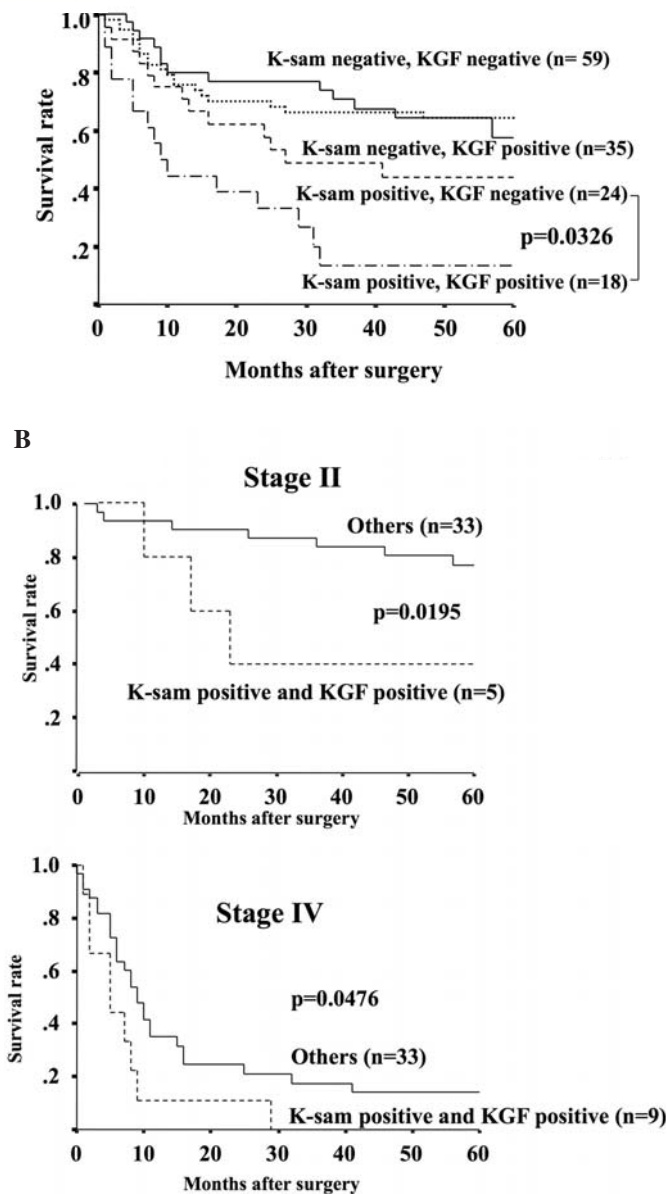 1.0
.8
.6
.4
.2
Survival rate
K-sam negative, KGF negative (n= 59)
K-sam negative, KGF positive (n=35)
K-sam positive, KGF negative (n=24)
p=0.0326
K-sam positive, KGF positive (n=18)
0 10 20 30 40 50 60
Months after surgery
B
Stage II
1.0
.8
.6
.4
.2
Survival rate
Others (n=33)
p=0.0195
K-sam positive and KGF positive (n=5)
0 10 20 30 40 50 60
Months after surgery
Stage IV
1.0
.8
.6
.4
.2
Survival rate
p=0.0476
Others (n=33)
K-sam positive and KGF positive (n=9)
0 10 20 30 40 50 60
Months after surgery